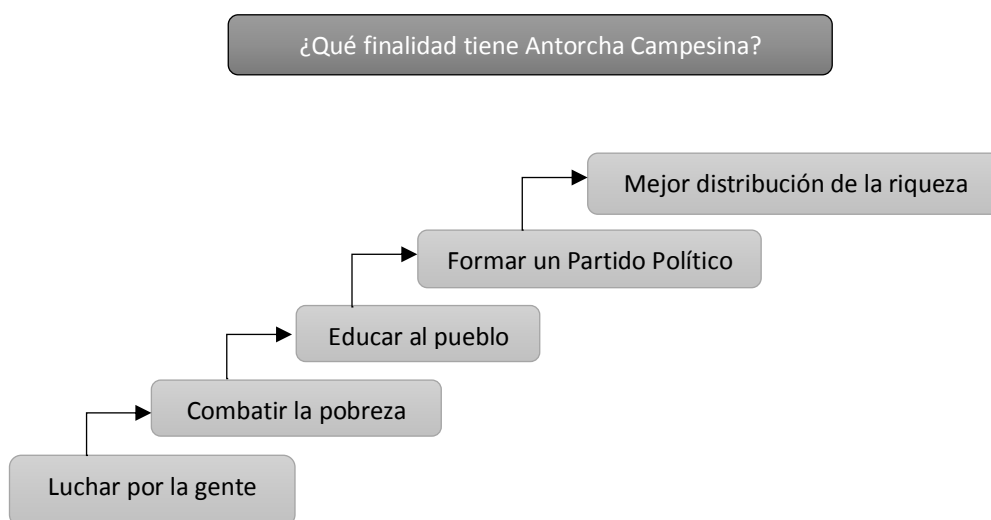 ¿Qué finalidad tiene Antorcha Campesina?
Mejor distribución de la riqueza
Formar un Partido Político
Educar al pueblo
Combatir la pobreza
Luchar por la gente